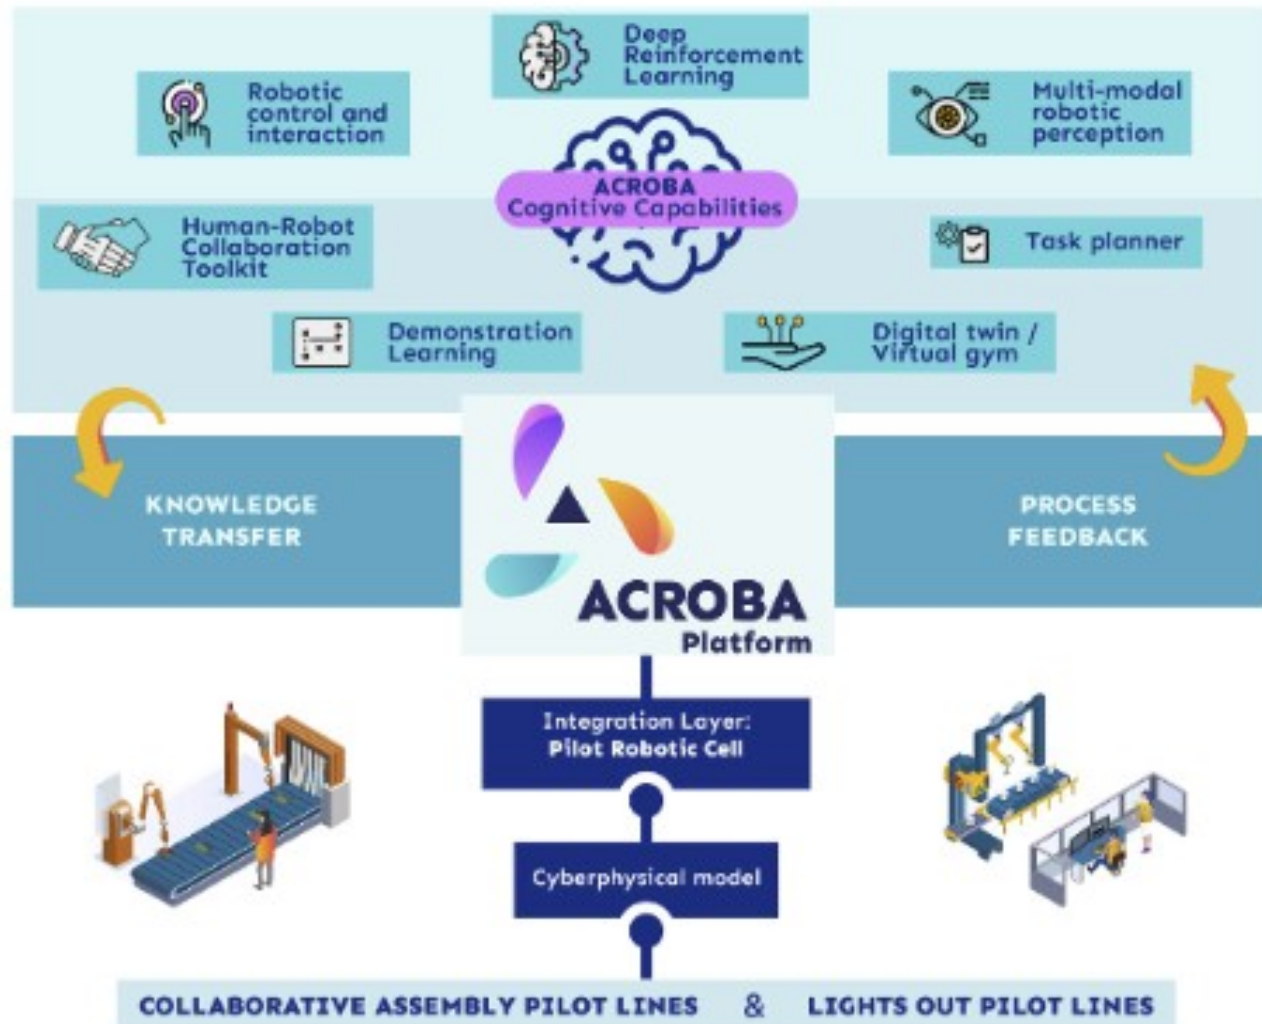 Deep
Reinforcement
Learning
Robotic
control and
interaction
Multi-modal
robotic
perception
ACROBA
Cognitive Capabilities
Human-Robot
Collaboration
Toolkit
Task planner
Demonstration
Learning
Digital twin /
Virtual gym
KNOWLEDGE
TRANSFER
PROCESS
FEEDBACK
ACROBA
Platform
Integration Layer:
Pilot Robotic Cell
Cyberphysical model
COLLABORATIVE ASSEMBLY PILOT LINES & LIGHTS OUT PILOT LINES